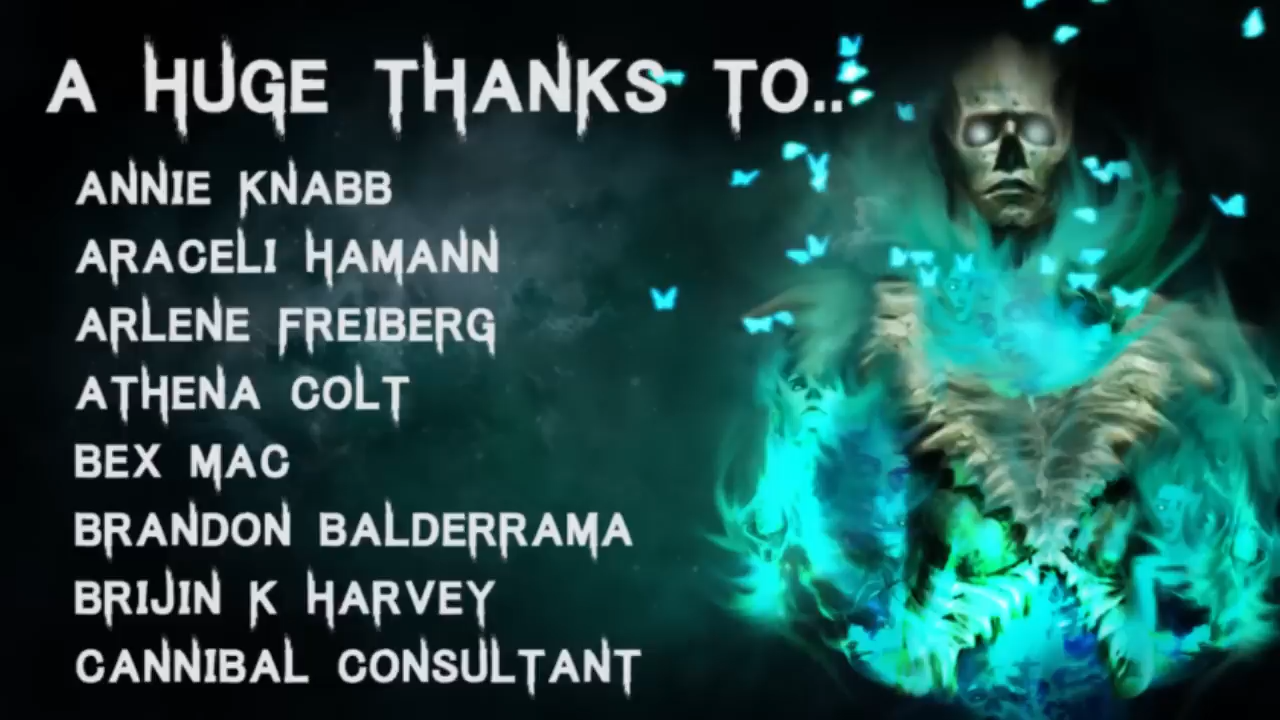 A HUGE THANKS TO..
ANNIE KNABB
ARACELI HAMANN
ARLENE FREIBERG
ATHENA COLT
BEX MAC
BRANDON BALDERRAMA
BRIJIN K HARVEY
CANNIBAL CONSULTANT